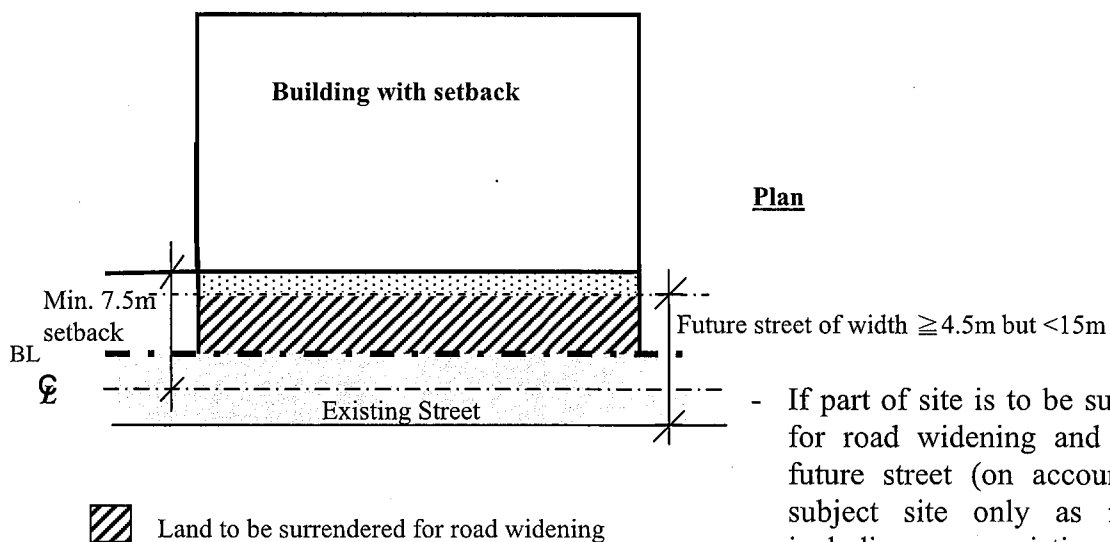 Building with setback
Plan
Min. 7.5m
setback
Future street of width ≧4.5m but <15m
BL
℄
Existing Street
- If part of site is to be
for road widening and
future street (on
subject site only as
Land to be surrendered for road widening